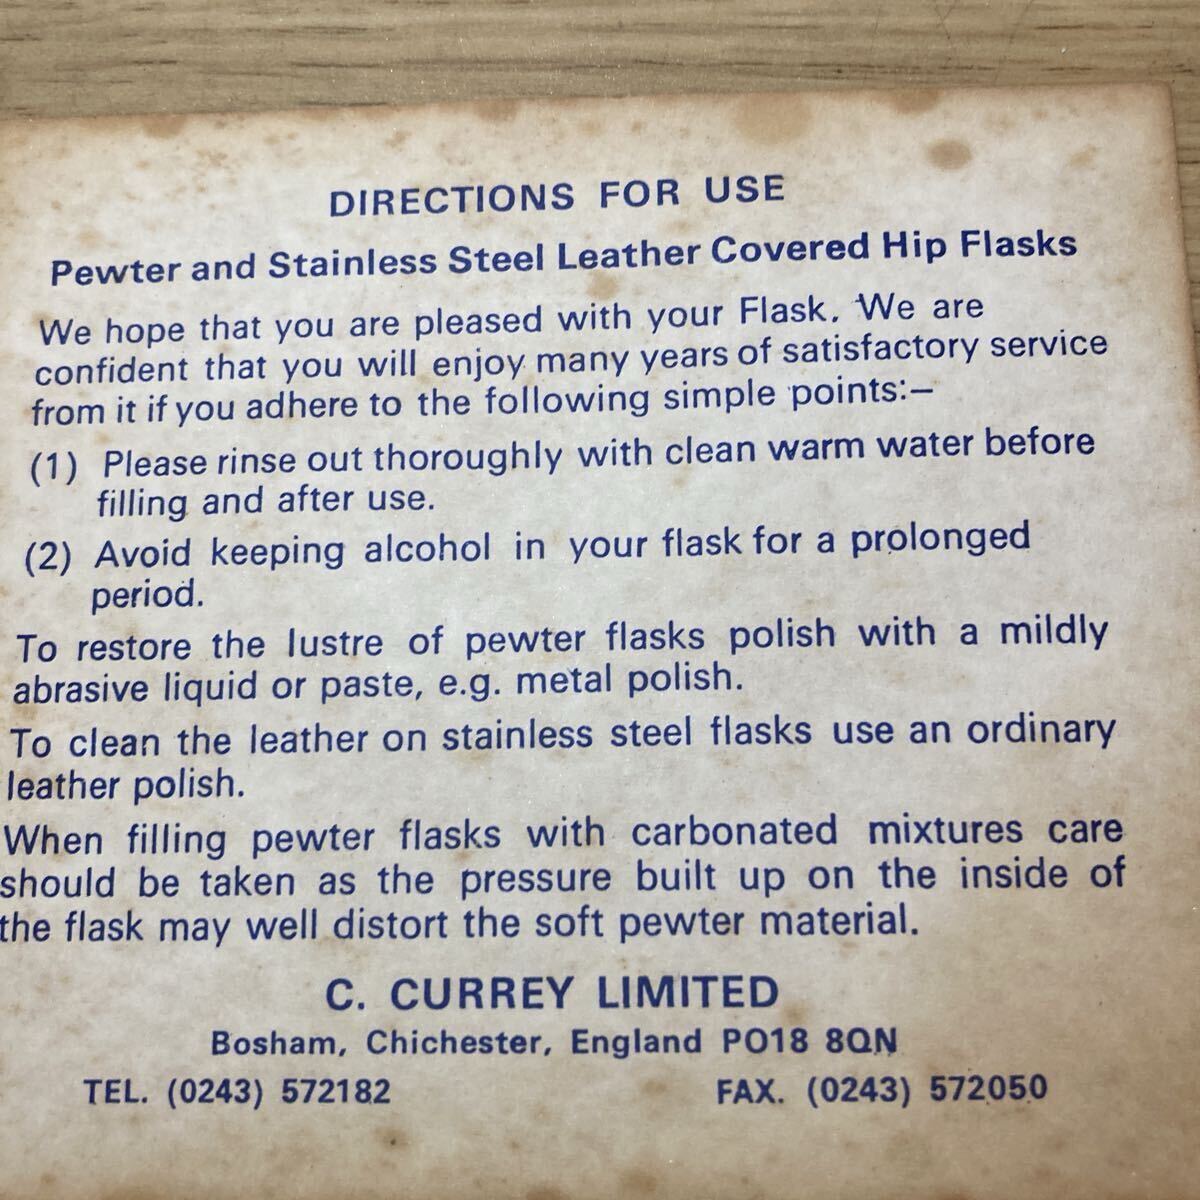 DIRECTIONS FOR USE
Pewter and Stainless Steel Leather Covered Hip Flasks
We hope that you are pleased with your Flask. We are
confident that you will enjoy many years of satisfactory service
from it if you adhere to the following simple points:—
(1) Please rinse out thoroughly with clean warm water before
filling and after use.
(2) Avoid keeping alcohol in your flask for a prolonged
period.
To restore the lustre of pewter flasks polish with a mildly
abrasive liquid or paste, e.g. metal polish.
To clean the leather on stainless steel flasks use an ordinary
leather polish.
When filling pewter flasks with carbonated mixtures care
should be taken as the pressure built up on the inside of
the flask may well distort the soft pewter material.
C. CURREY LIMITED
Bosham, Chichester, England PO18 8QN
TEL. (0243) 572182 FAX. (0243) 572050